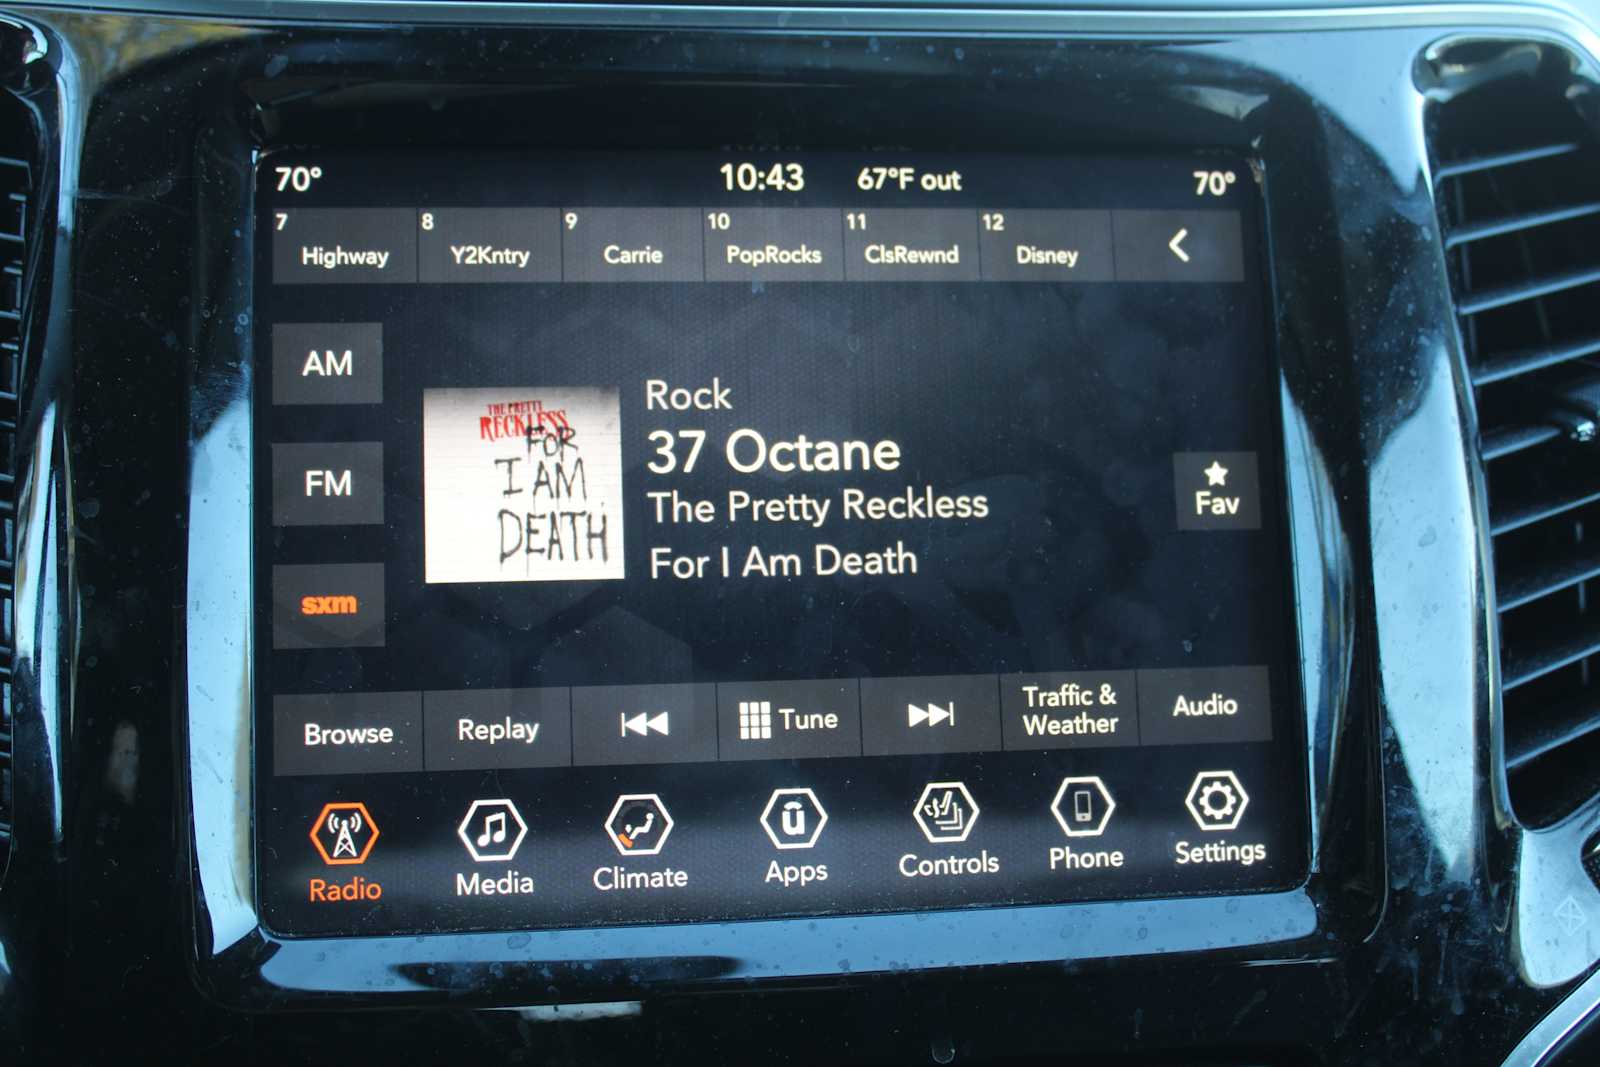 70° 10:43 67°F out 70°
7 8 9 10 11 12
Highway Y2Kntry Carrie PopRocks ClsRewnd Disney
AM
FM
sxm
THE PRETTY
RECKLESS
FOR
I AM
DEATH
Rock
37 Octane
The Pretty Reckless
For I Am Death
Fav
Browse Replay Tune Traffic & Weather Audio
Radio Media Climate Apps Controls Phone Settings